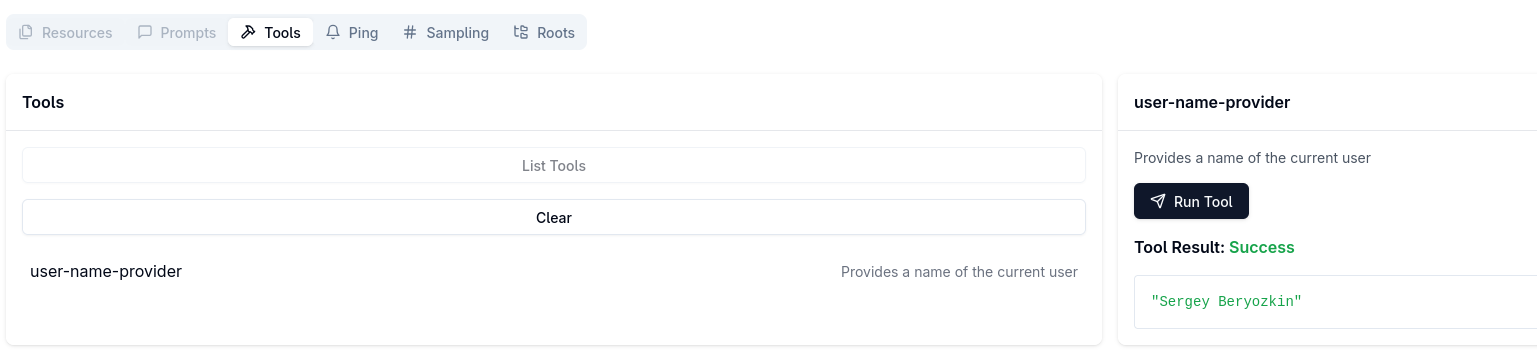 Resources Prompts Tools Ping Sampling Roots
Tools
List Tools
Clear
user-name-provider Provides a name of the current user
user-name-provider
Provides a name of the current user
Run Tool
Tool Result: Success
"Sergey Beryozkin"